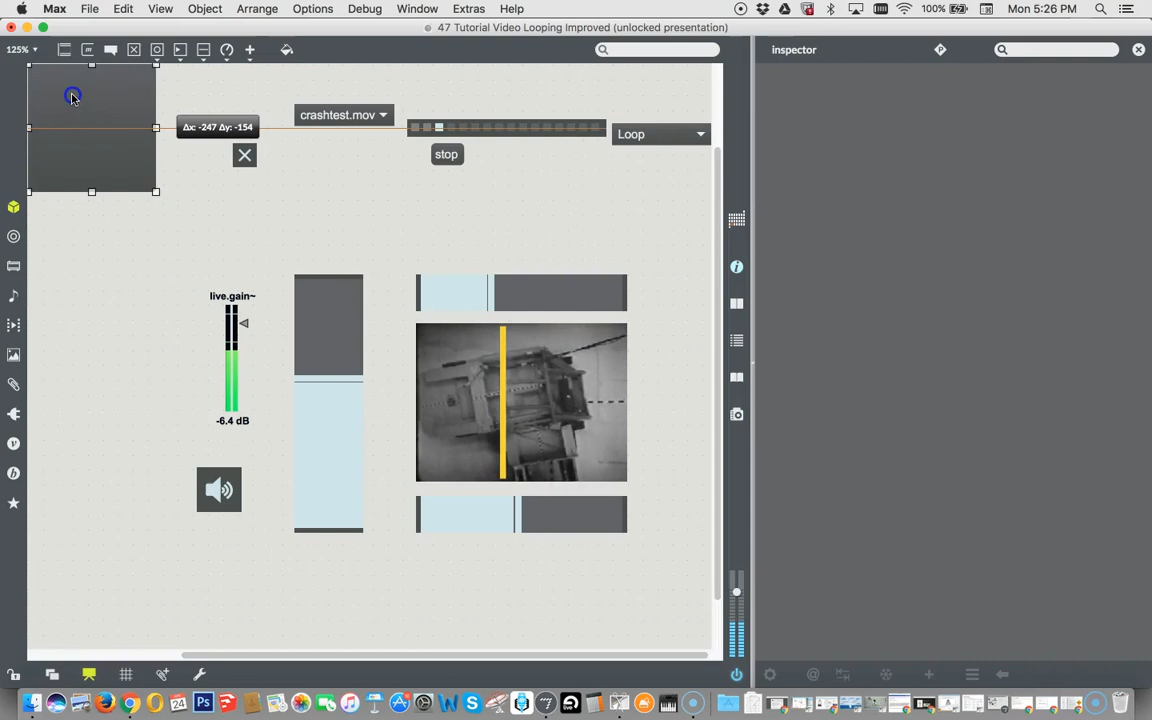 Max File Edit View Object Arrange Options Debug Window Extras Help 100% Mon 5:26 PM
47 Tutorial Video Looping Improved (unlocked presentation)
125% inspector
Δx: -247 Δy: -154
crashtest.mov
Loop
stop
live.gain~
-6.4 dB